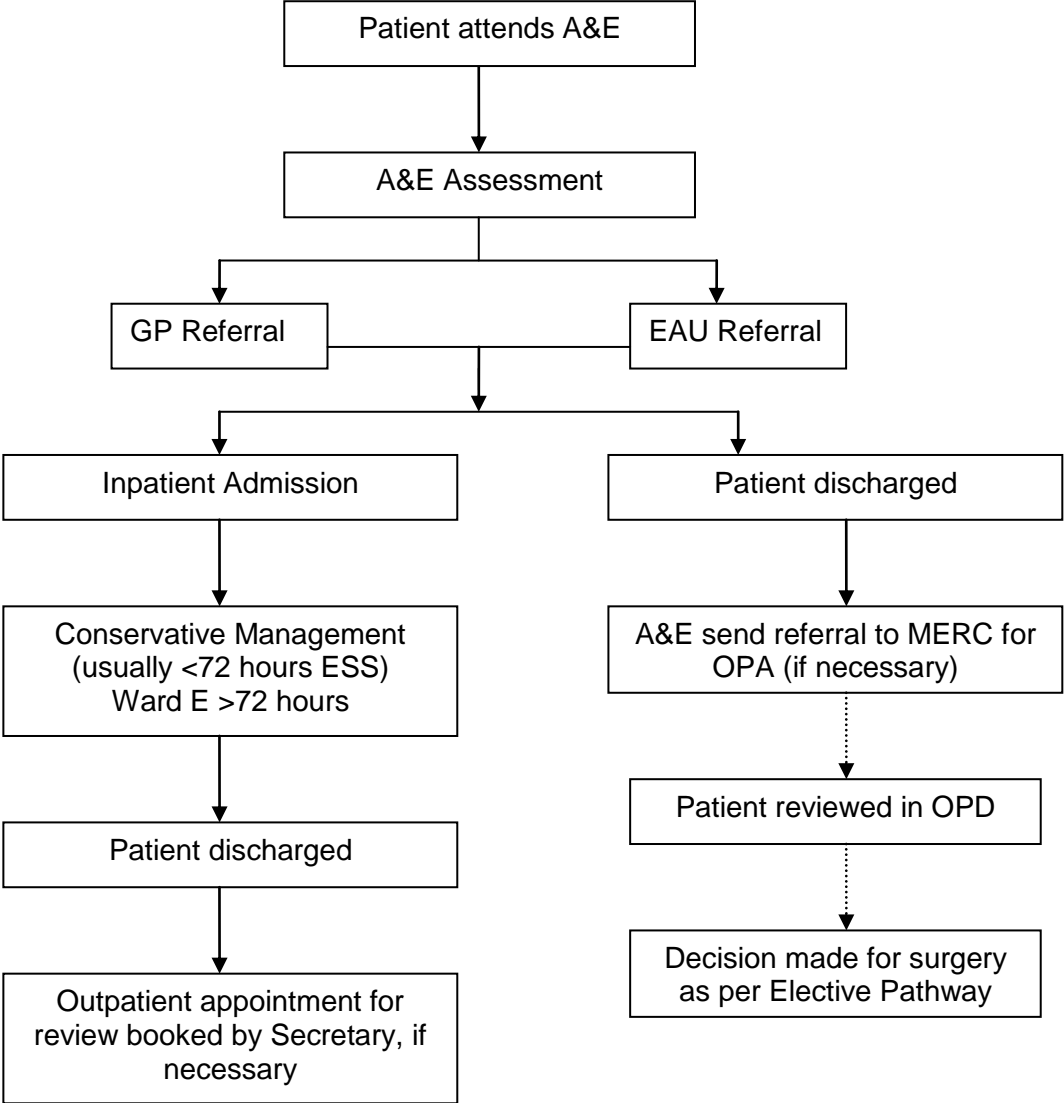 Patient attends A&E
A&E Assessment
GP Referral
EAU Referral
Inpatient Admission
Patient discharged
Conservative Management
(usually <72 hours ESS)
Ward E >72 hours
A&E send referral to MERC for
OPA (if necessary)
Patient reviewed in OPD
Patient discharged
Decision made for surgery
as per Elective Pathway
Outpatient appointment for
review booked by Secretary, if
necessary